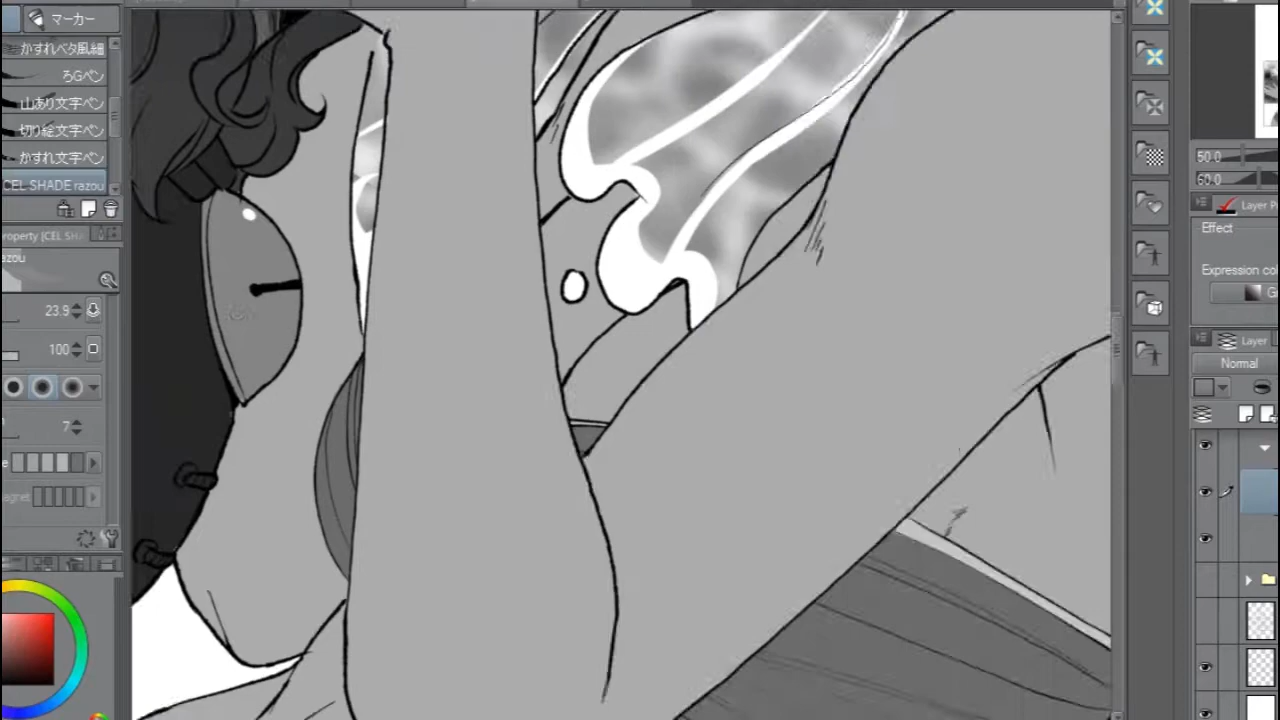 マーカー
かすれベタ風細
ろGペン
山あり文字ペン
切り絵文字ペン
かすれ文字ペン
CEL SHADE razou
roperty [CEL SHA
azou
23.9
100
7
50.0
60.0
Layer P
Effect
Expression col
G
Layer
Normal